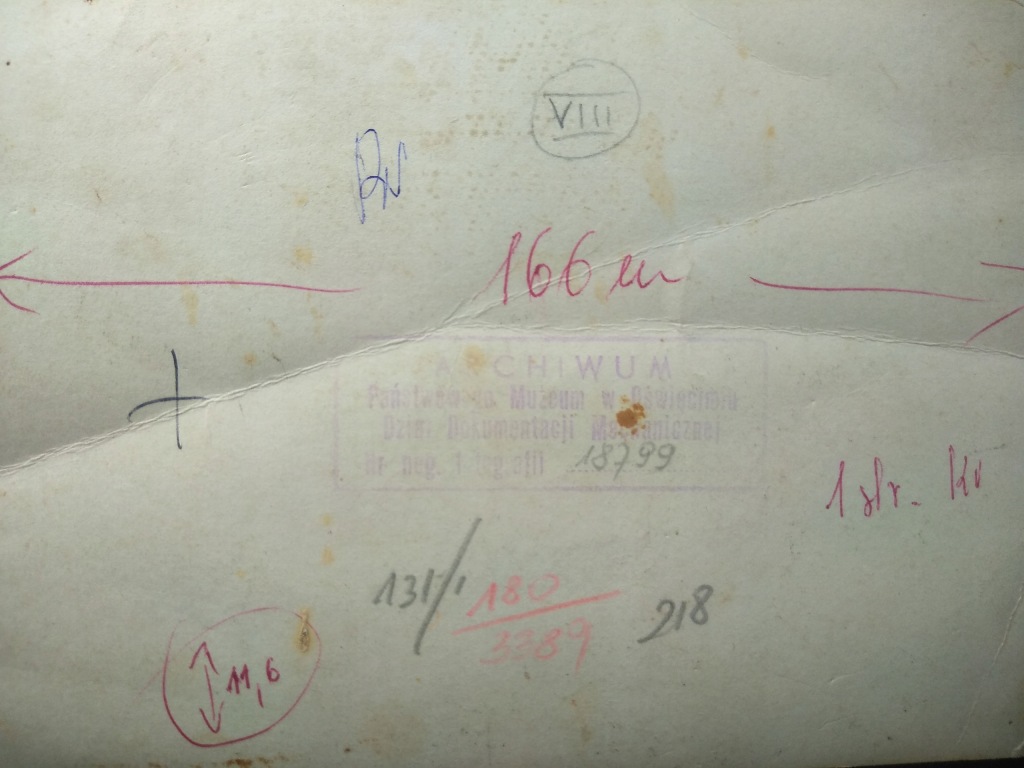 VIII
166 m
ARCHIWUM
Państwowego Muzeum w Oświęcimiu
Dział Dokumentacji Mechanicznej
Nr neg. fotografii 18799
1 str.
131/1 180 218
3389
11,6